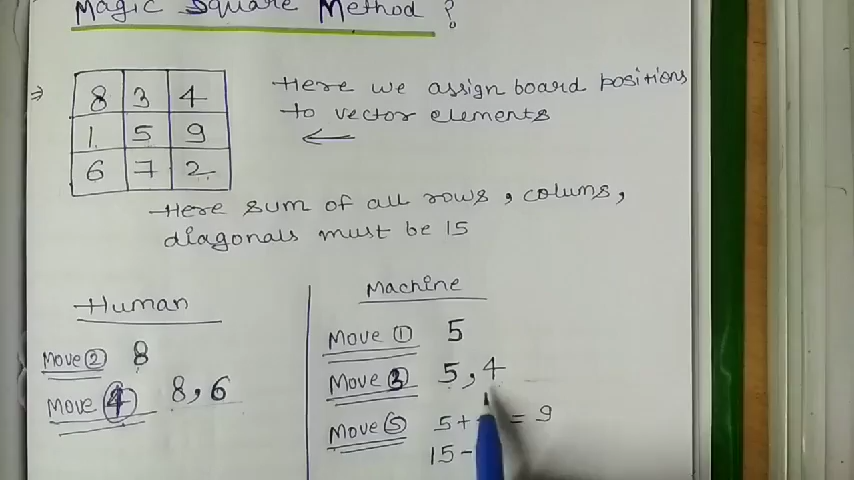 Magic Square Method ?
⇒ 8 3 4
1 5 9
6 7 2
Here we assign board positions
to vector elements
←
Here sum of all rows, colums,
diagonals must be 15
Human
Move ② 8
Move ④ 8, 6
Machine
Move ① 5
Move ③ 5, 4
Move ⑤ 5+ = 9
15-